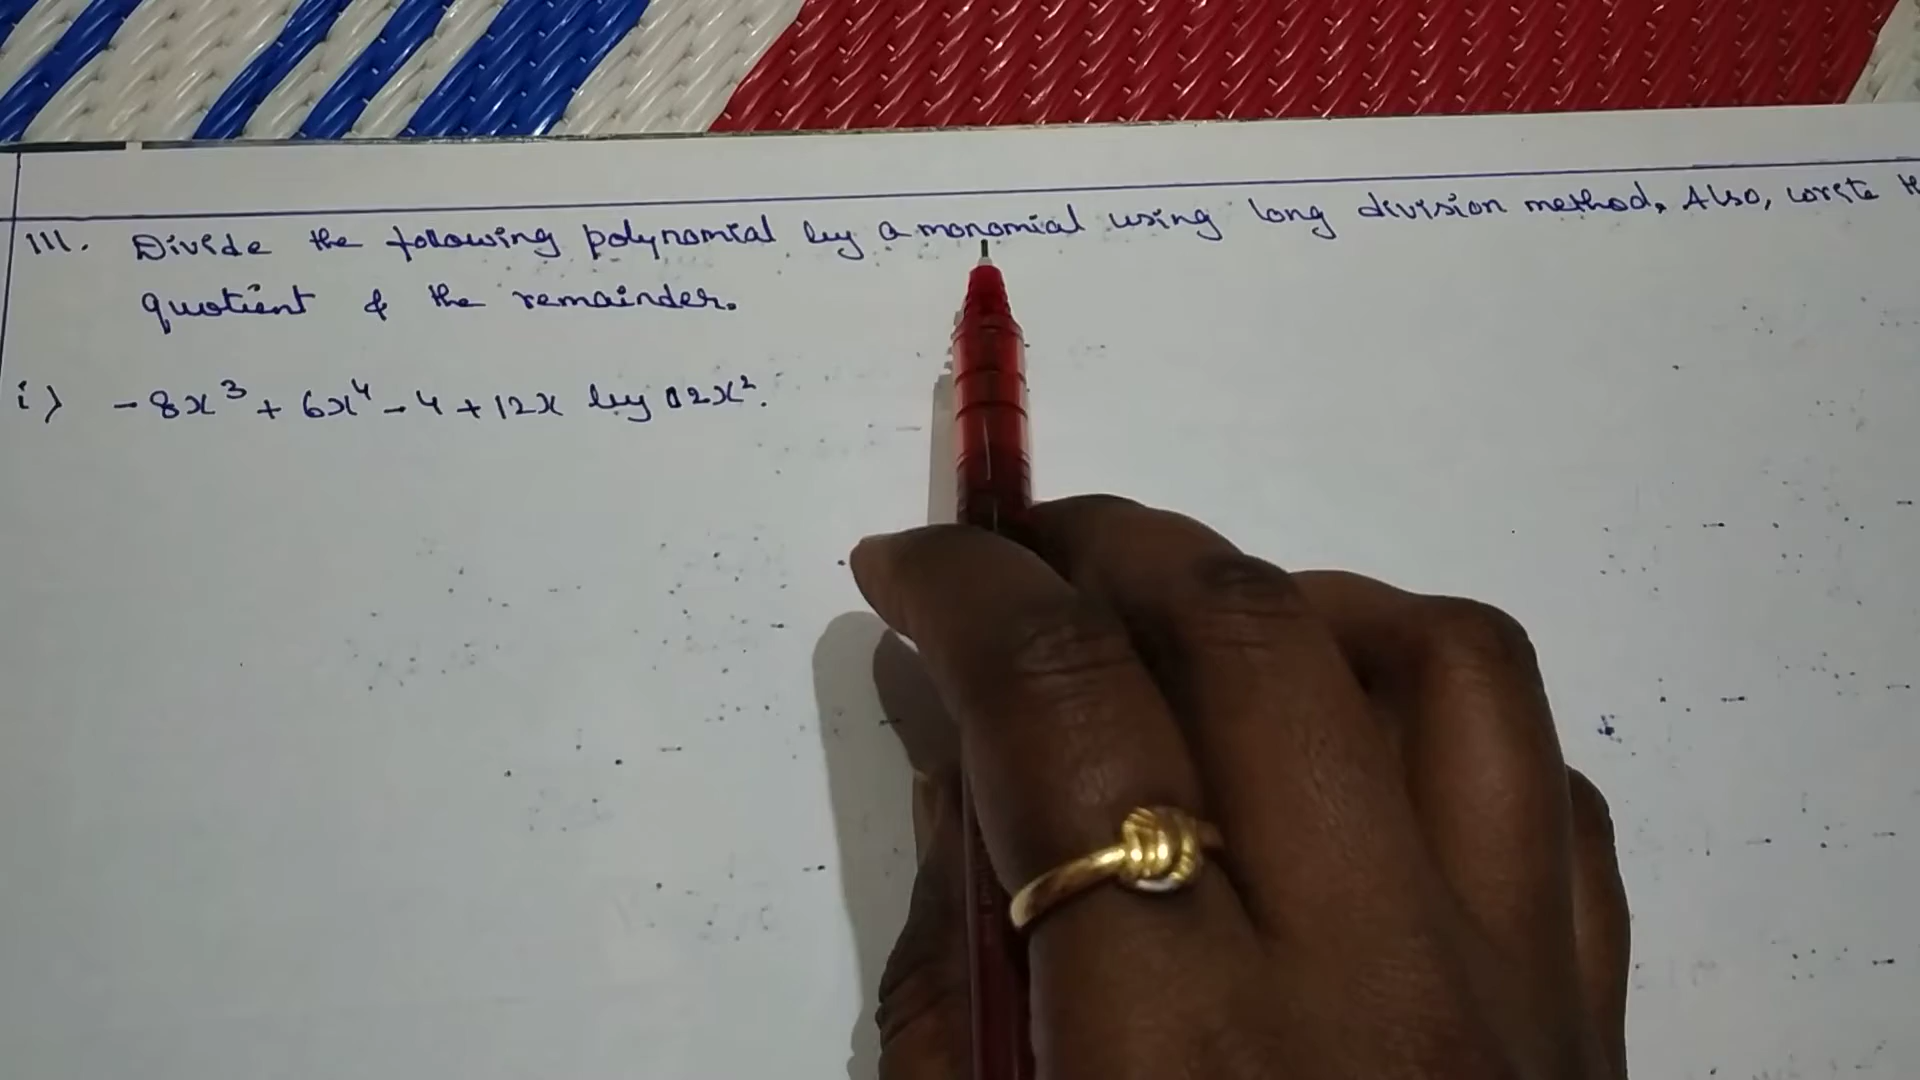 III. Divide the following polynomial by a monomial using long division method. Also, write
quotient & the remainder.
i) -8x³ + 6x⁴ - 4 + 12x by 2x².